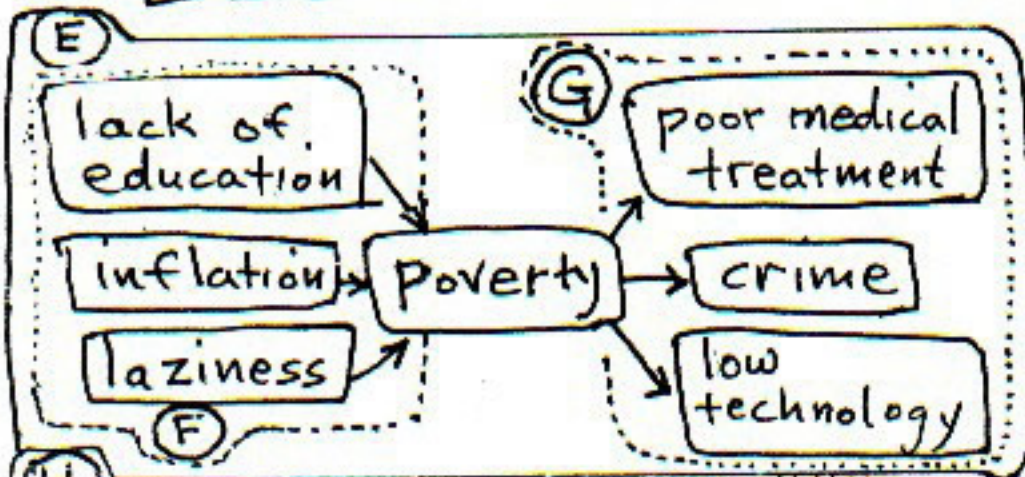 E
G
lack of
education
poor medical
treatment
inflation
poverty
crime
laziness
low
technology
F